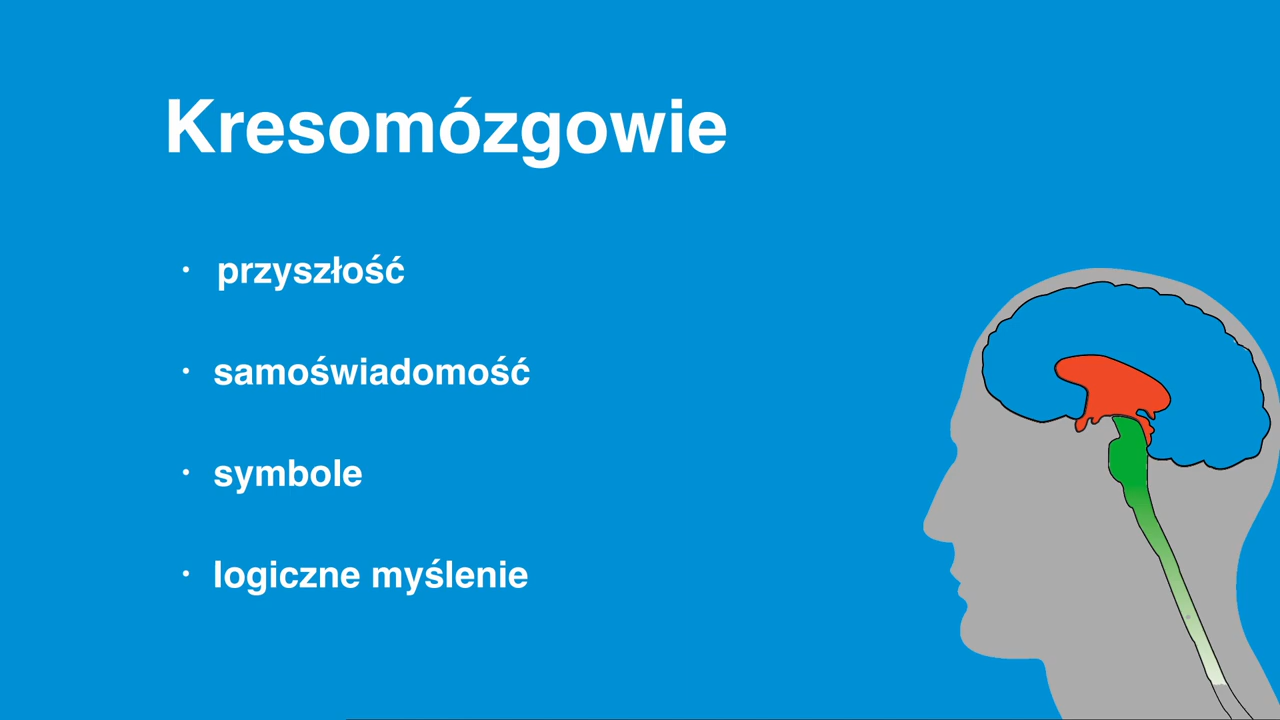 Kresomózgowie
· przyszłość
· samoświadomość
· symbole
· logiczne myślenie